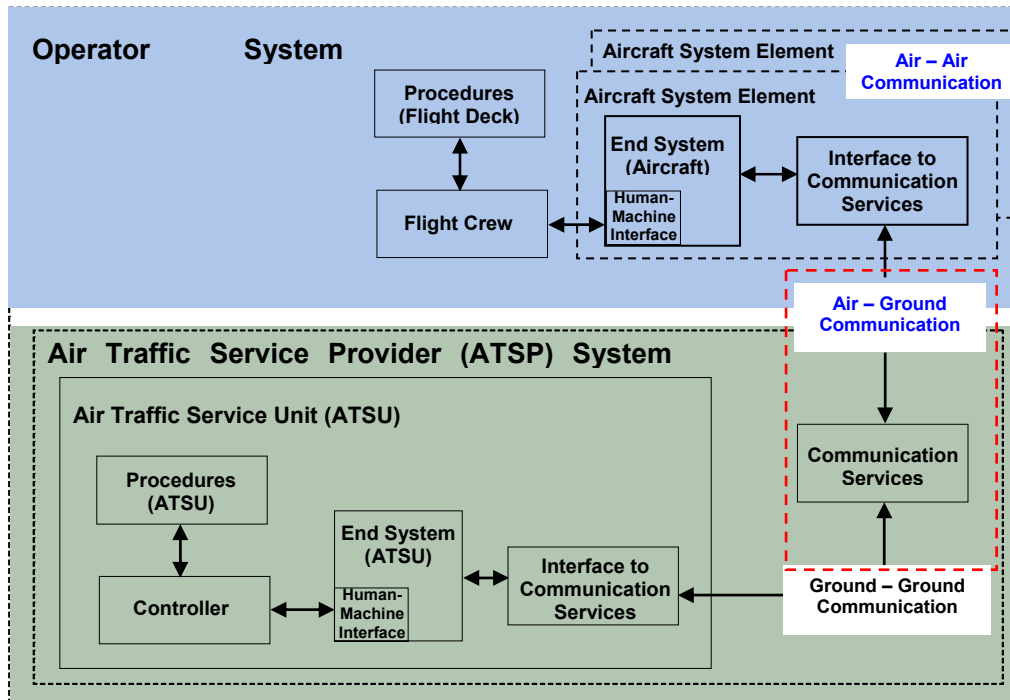 Operator System
Aircraft System Element
Air – Air
Communication
Aircraft System Element
Procedures
(Flight Deck)
End System
(Aircraft)
Human-
Machine
Interface
Interface to
Communication
Services
Flight Crew
Air – Ground
Communication
Air Traffic Service Provider (ATSP) System
Air Traffic Service Unit (ATSU)
Communication
Services
Procedures
(ATSU)
End System
(ATSU)
Human-
Machine
Interface
Interface to
Communication
Services
Controller
Ground – Ground
Communication